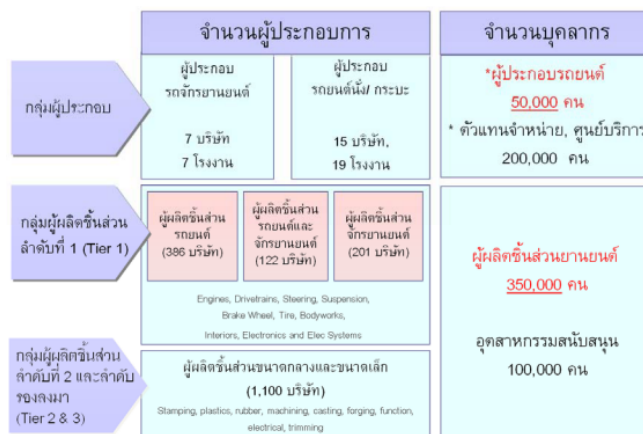 จำนวนผู้ประกอบการ
จำนวนบุคลากร
กลุ่มผู้ประกอบ
ผู้ประกอบ
รถจักรยานยนต์
7 บริษัท
7 โรงงาน
ผู้ประกอบ
รถยนต์นั่ง/ กระบะ
15 บริษัท,
19 โรงงาน
*ผู้ประกอบรถยนต์
50,000 คน
* ตัวแทนจำหน่าย, ศูนย์บริการ
200,000 คน
กลุ่มผู้ผลิตชิ้นส่วน
ลำดับที่ 1 (Tier 1)
ผู้ผลิตชิ้นส่วน
รถยนต์
(386 บริษัท)
ผู้ผลิตชิ้นส่วน
รถยนต์และ
จักรยานยนต์
(122 บริษัท)
ผู้ผลิตชิ้นส่วน
จักรยานยนต์
(201 บริษัท)
Engines, Drivetrains, Steering, Suspension,
Brake Wheel, Tire, Bodyworks,
Interiors, Electronics and Elec Systems
ผู้ผลิตชิ้นส่วนยานยนต์
350,000 คน
อุตสาหกรรมสนับสนุน
100,000 คน
กลุ่มผู้ผลิตชิ้นส่วน
ลำดับที่ 2 และลำดับ
รองลงมา
(Tier 2 & 3)
ผู้ผลิตชิ้นส่วนขนาดกลางและขนาดเล็ก
(1,100 บริษัท)
Stamping, plastics, rubber, machining, casting, forging, function,
electrical, trimming